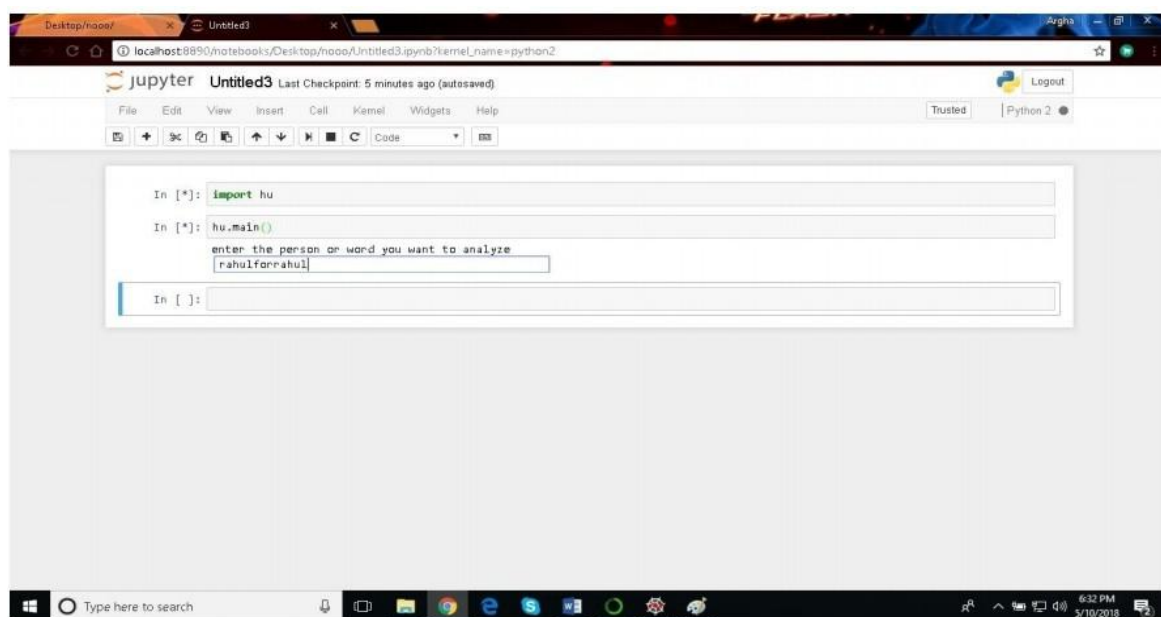 Desktop/nooo/
Untitled3
Argha
localhost:8890/notebooks/Desktop/nooo/Untitled3.ipynb?kernel_name=python2
jupyter Untitled3 Last Checkpoint: 5 minutes ago (autosaved)
Logout
File Edit View Insert Cell Kernel Widgets Help
Trusted
Python 2
Code
In [*]: import hu
In [*]: hu.main()
enter the person or word you want to analyze
rahulforrahul
In [ ]:
Type here to search
6:32 PM
5/10/2018